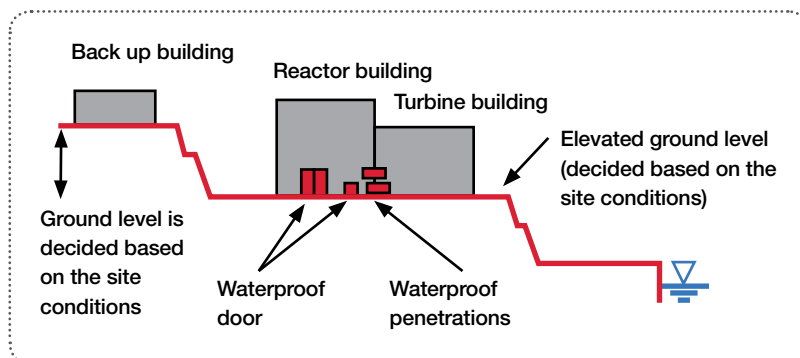 Back up building
Reactor building
Turbine building
Elevated ground level
(decided based on the
site conditions)
Ground level is
decided based
on the site
conditions
Waterproof
door
Waterproof
penetrations